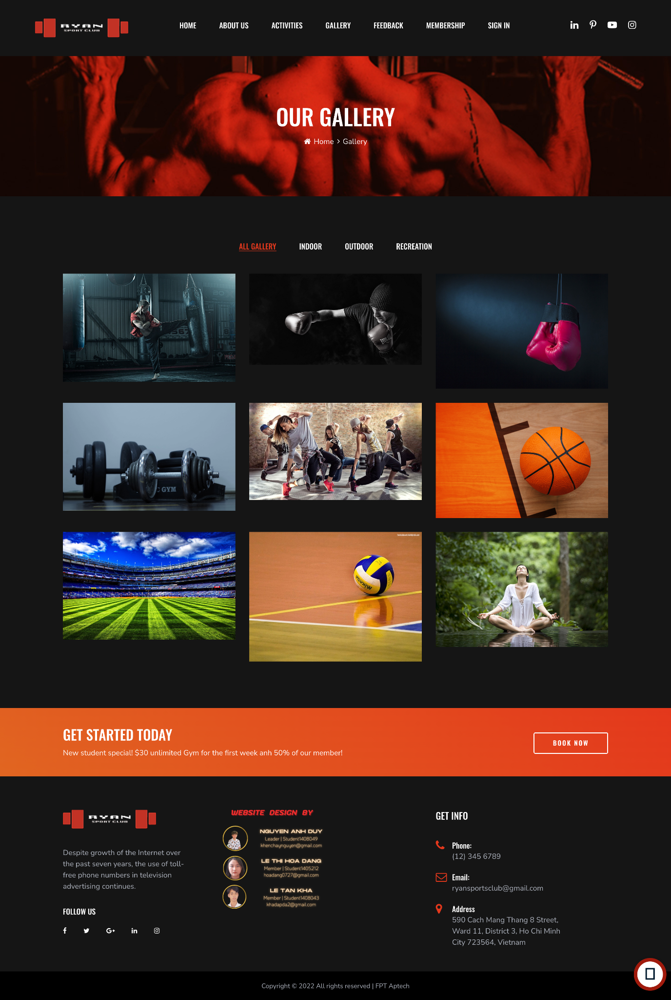 RYAN
SPORT CLUB
HOME
ABOUT US
ACTIVITIES
GALLERY
FEEDBACK
MEMBERSHIP
SIGN IN
OUR GALLERY
Home
Gallery
ALL GALLERY
INDOOR
OUTDOOR
RECREATION
EVERLAST
GYM
MIKASA
GET STARTED TODAY
New student special! $30 unlimited Gym for the first week anh 50% of our member!
BOOK NOW
RYAN
SPORT CLUB
Despite growth of the Internet over
the past seven years, the use of toll-
free phone numbers in television
advertising continues.
FOLLOW US
WEBSITE DESIGN BY
NGUYEN ANH DUY
Leader | Student1408049
khenchaynguyen@gmail.com
LE THI HOA DANG
Member | Student1405212
hoadang0727@gmail.com
LE TAN KHA
Member | Student1408043
khadapda2@gmail.com
GET INFO
Phone:
(12) 345 6789
Email:
ryansportsclub@gmail.com
Address
590 Cach Mang Thang 8 Street,
Ward 11, District 3, Ho Chi Minh
City 723564, Vietnam
Copyright © 2022 All rights reserved | FPT Aptech